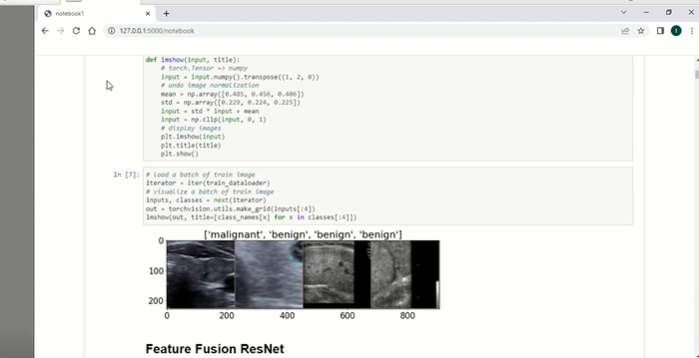 notebook1
127.0.0.1:5000/notebook
def imshow(input, title):
# torch.Tensor => numpy
input = input.numpy().transpose((1, 2, 0))
# undo image normalization
mean = np.array([0.485, 0.456, 0.406])
std = np.array([0.229, 0.224, 0.225])
input = std * input + mean
input = np.clip(input, 0, 1)
# display images
plt.imshow(input)
plt.title(title)
plt.show()
In [7]:
# load a batch of train image
iterator = iter(train_dataloader)
# visualize a batch of train image
inputs, classes = next(iterator)
out = torchvision.utils.make_grid(inputs[:4])
imshow(out, title=[class_names[x] for x in classes[:4]])
['malignant', 'benign', 'benign', 'benign']
0
100
200
0 200 400 600 800
Feature Fusion ResNet